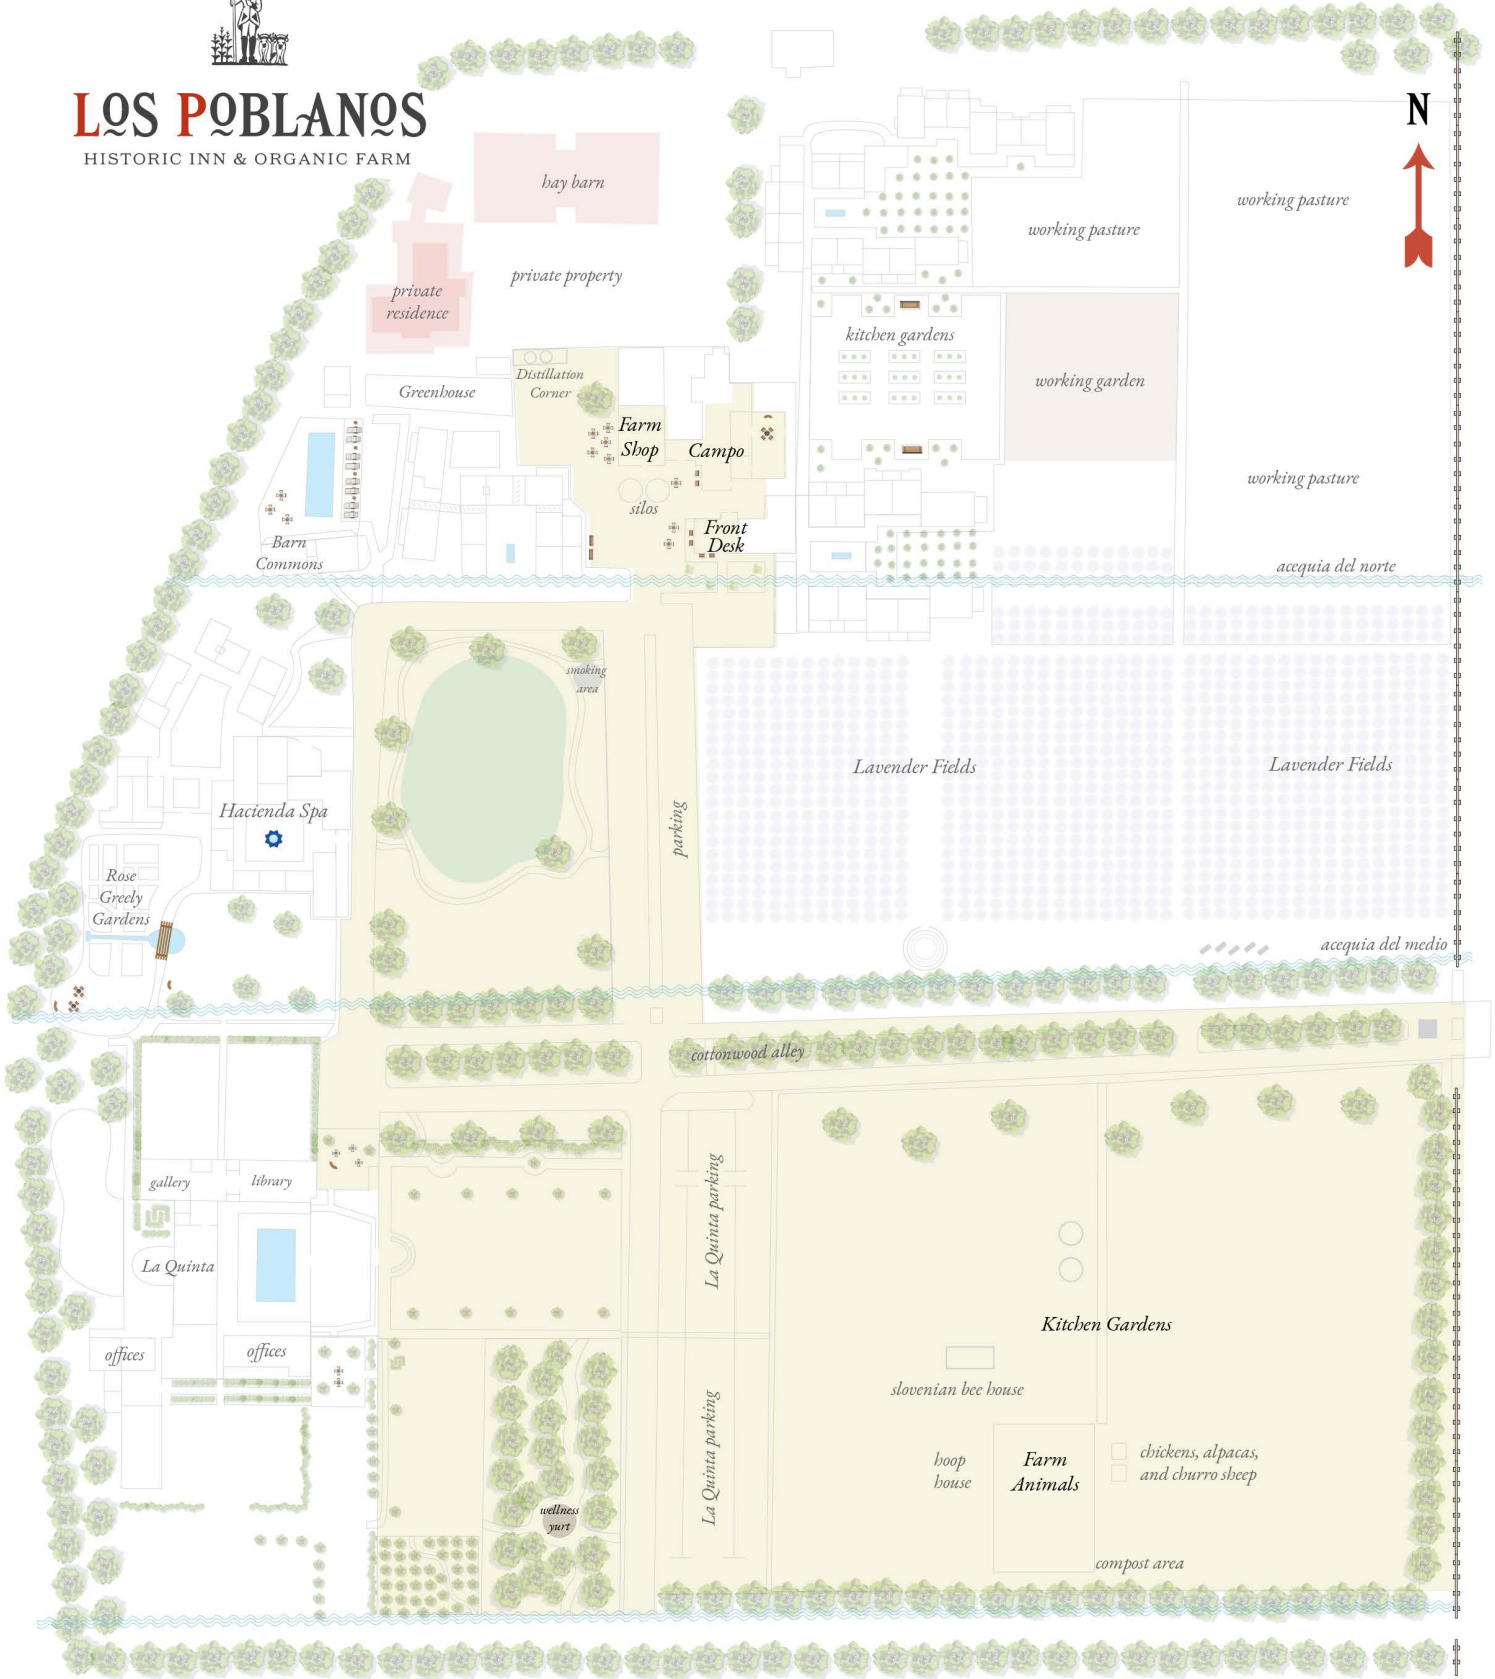 LOS POBLANOS
HISTORIC INN & ORGANIC FARM
N
hay barn
working pasture
working pasture
private property
private
residence
kitchen gardens
working garden
Greenhouse
Distillation
Corner
Farm
Shop
Campo
working pasture
silos
Front
Desk
Barn
Commons
acequia del norte
smoking
area
Lavender Fields
Lavender Fields
Hacienda Spa
parking
Rose
Greely
Gardens
acequia del medio
cottonwood alley
gallery
library
La Quinta parking
La Quinta
Kitchen Gardens
offices
offices
slovenian bee house
La Quinta parking
hoop
house
Farm
Animals
chickens, alpacas,
and churro sheep
wellness
yurt
compost area